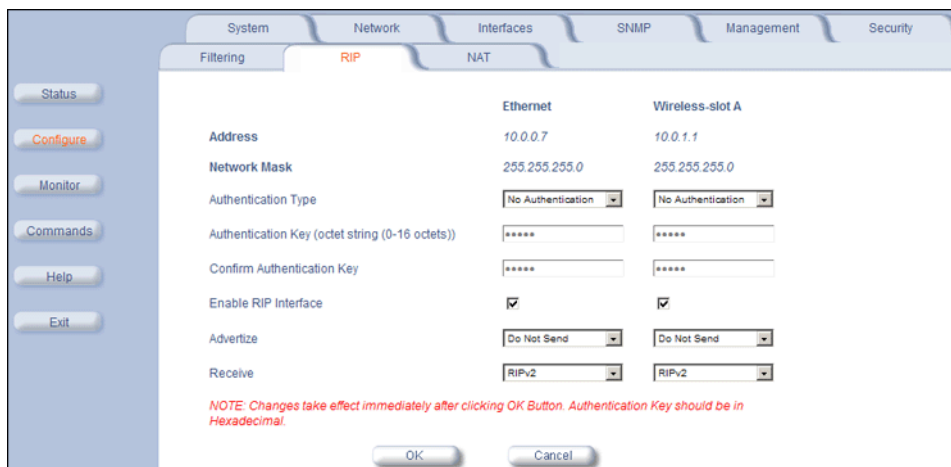 System Network Interfaces SNMP Management Security
Filtering RIP NAT
Status
Configure
Monitor
Commands
Help
Exit
Ethernet Wireless-slot A
Address 10.0.0.7 10.0.1.1
Network Mask 255.255.255.0 255.255.255.0
Authentication Type No Authentication No Authentication
Authentication Key (octet string (0-16 octets)) ••••• •••••
Confirm Authentication Key ••••• •••••
Enable RIP Interface
Advertize Do Not Send Do Not Send
Receive RIPv2 RIPv2
NOTE: Changes take effect immediately after clicking OK Button. Authentication Key should be in
Hexadecimal.
OK Cancel